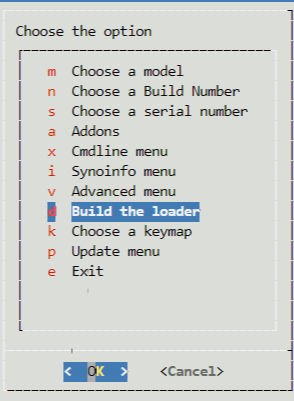 Choose the option
m Choose a model
n Choose a Build Number
s Choose a serial number
a Addons
x Cmdline menu
i Synoinfo menu
v Advanced menu
d Build the loader
k Choose a keymap
p Update menu
e Exit
< OK > <Cancel>